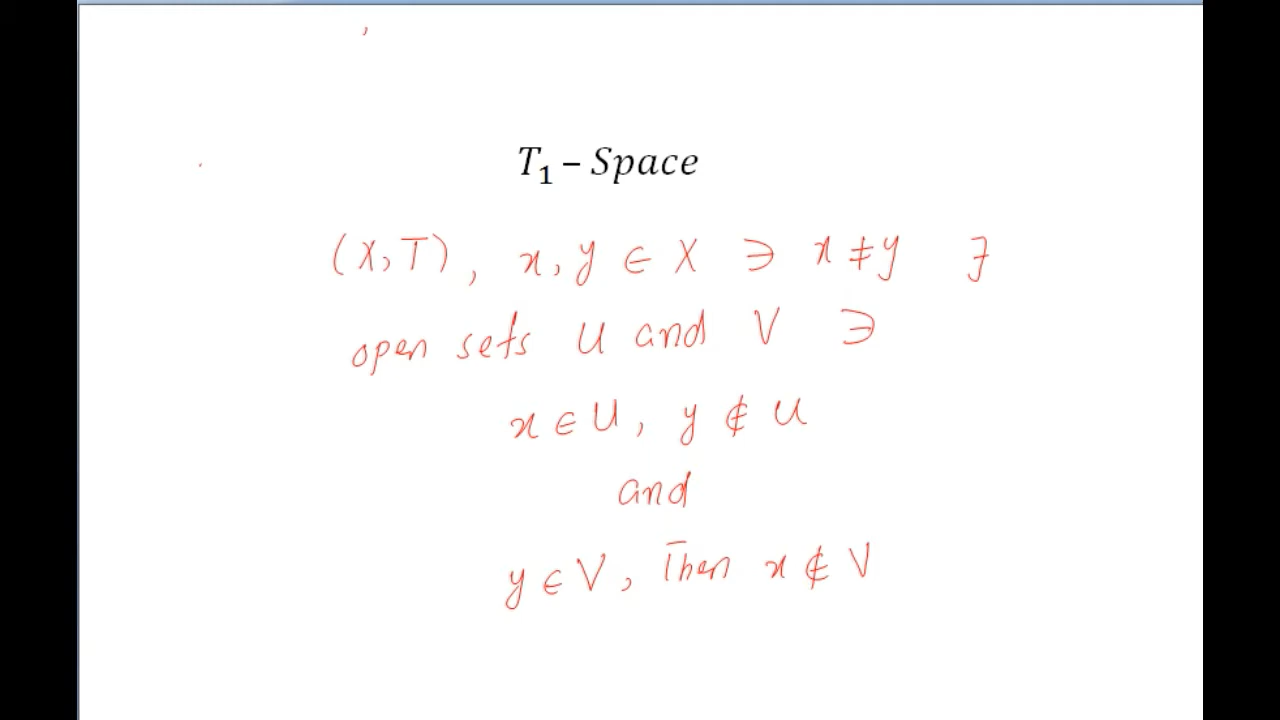 T₁ – Space
(X, T), x, y ∈ X ∋ x ≠ y ∃
open sets U and V ∋
x ∈ U, y ∉ U
and
y ∈ V, Then x ∉ V